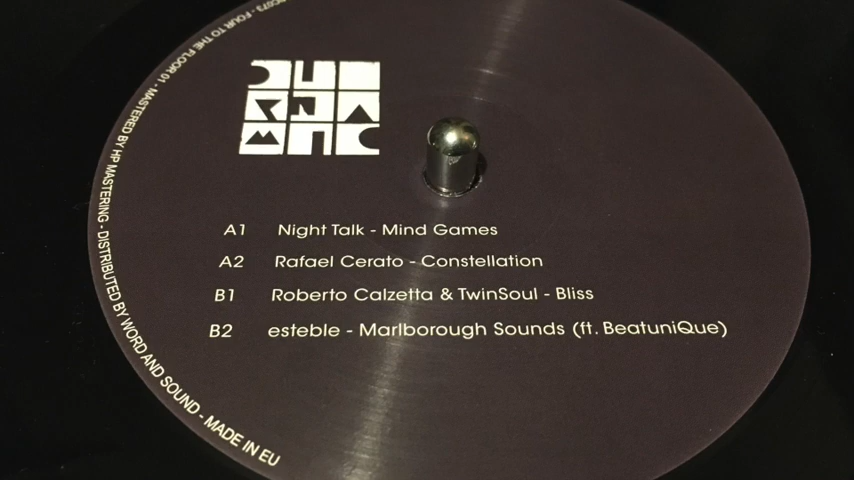 FOUR TO THE FLOOR 01 - MASTERED BY HP MASTERING - DISTRIBUTED BY WORD AND SOUND - MADE IN EU
A1 Night Talk - Mind Games
A2 Rafael Cerato - Constellation
B1 Roberto Calzetta & TwinSoul - Bliss
B2 esteble - Marlborough Sounds (ft. BeatuniQue)